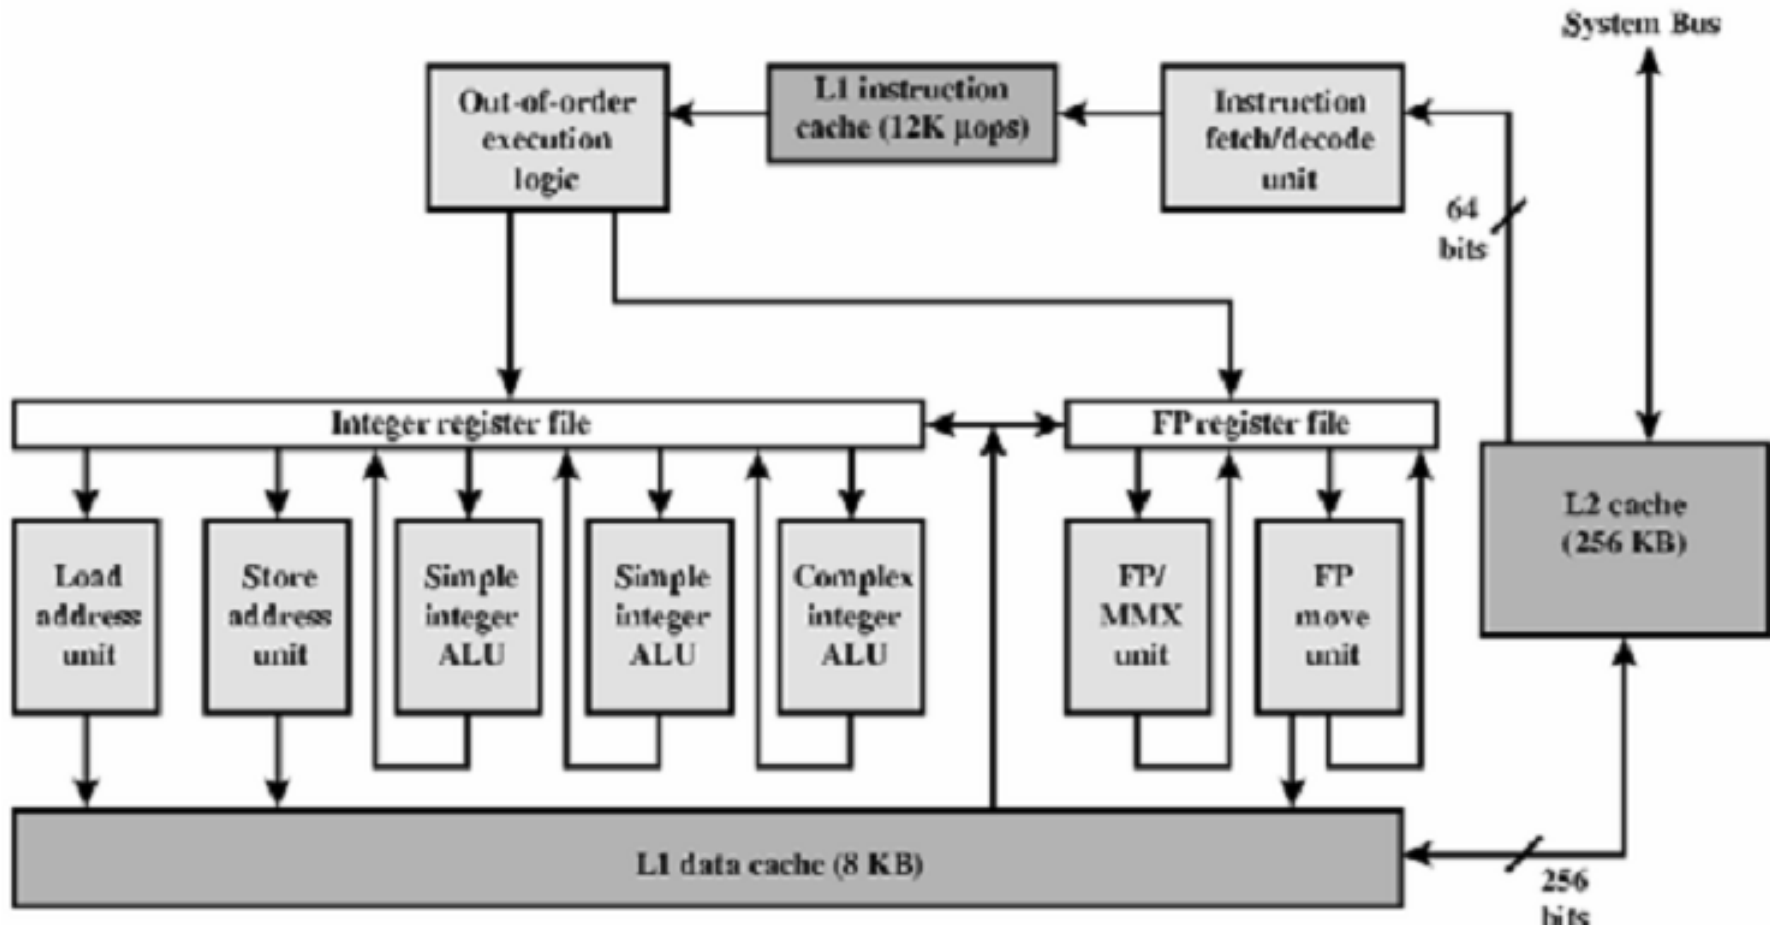 System Bus
Out-of-order
execution
logic
L1 instruction
cache (12K µops)
Instruction
fetch/decode
unit
64
bits
Integer register file
FP register file
L2 cache
(256 KB)
Load
address
unit
Store
address
unit
Simple
integer
ALU
Simple
integer
ALU
Complex
integer
ALU
FP/
MMX
unit
FP
move
unit
L1 data cache (8 KB)
256
bits